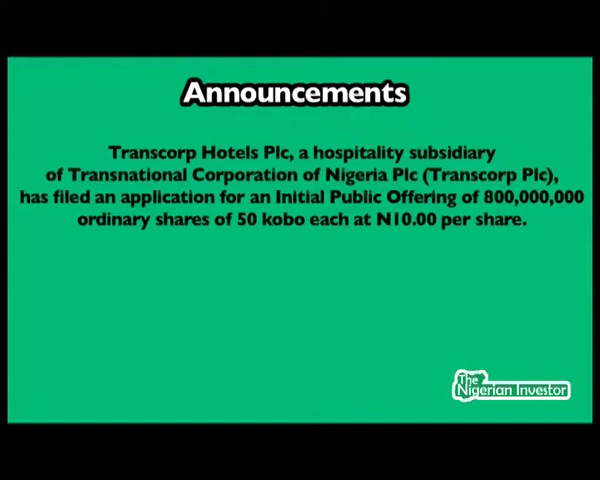 Announcements
Transcorp Hotels Plc, a hospitality subsidiary
of Transnational Corporation of Nigeria Plc (Transcorp Plc),
has filed an application for an Initial Public Offering of 800,000,000
ordinary shares of 50 kobo each at N10.00 per share.
The
Nigerian Investor